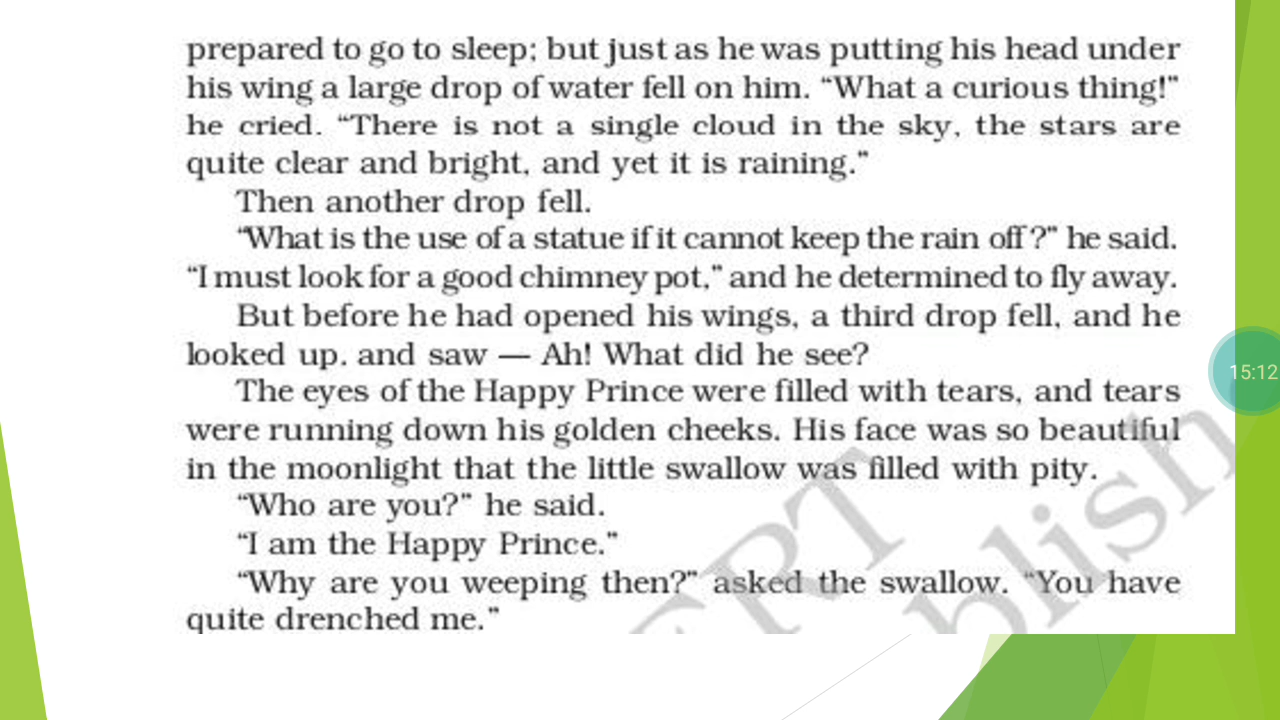 prepared to go to sleep; but just as he was putting his head under
his wing a large drop of water fell on him. “What a curious thing!”
he cried. “There is not a single cloud in the sky, the stars are
quite clear and bright, and yet it is raining.”
Then another drop fell.
“What is the use of a statue if it cannot keep the rain off ?” he said.
“I must look for a good chimney pot,” and he determined to fly away.
But before he had opened his wings, a third drop fell, and he
looked up. and saw — Ah! What did he see?
The eyes of the Happy Prince were filled with tears, and tears
were running down his golden cheeks. His face was so beautiful
in the moonlight that the little swallow was filled with pity.
“Who are you?” he said.
“I am the Happy Prince.”
“Why are you weeping then?” asked the swallow. “You have
quite drenched me.”
15:12
ERT
blish